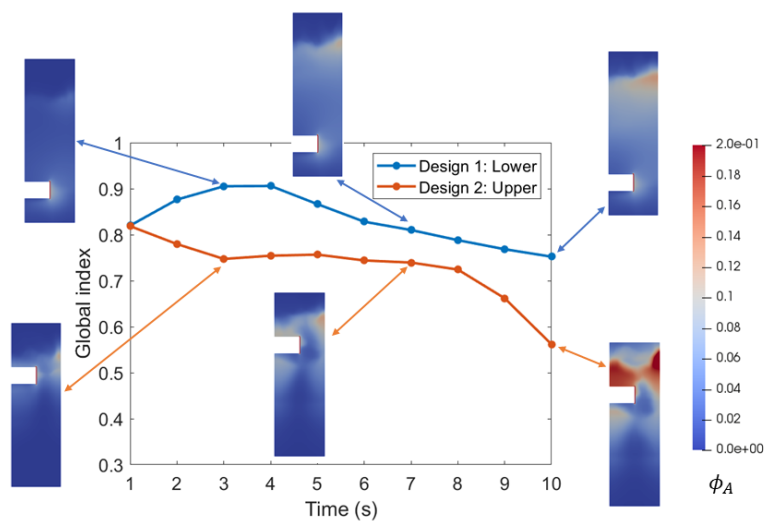 1
0.9
0.8
0.7
0.6
0.5
0.4
0.3
Global index
1 2 3 4 5 6 7 8 9 10
Time (s)
Design 1: Lower
Design 2: Upper
2.0e-01
0.18
0.16
0.14
0.12
0.10
0.08
0.06
0.04
0.02
0.0e+00
ϕ_A